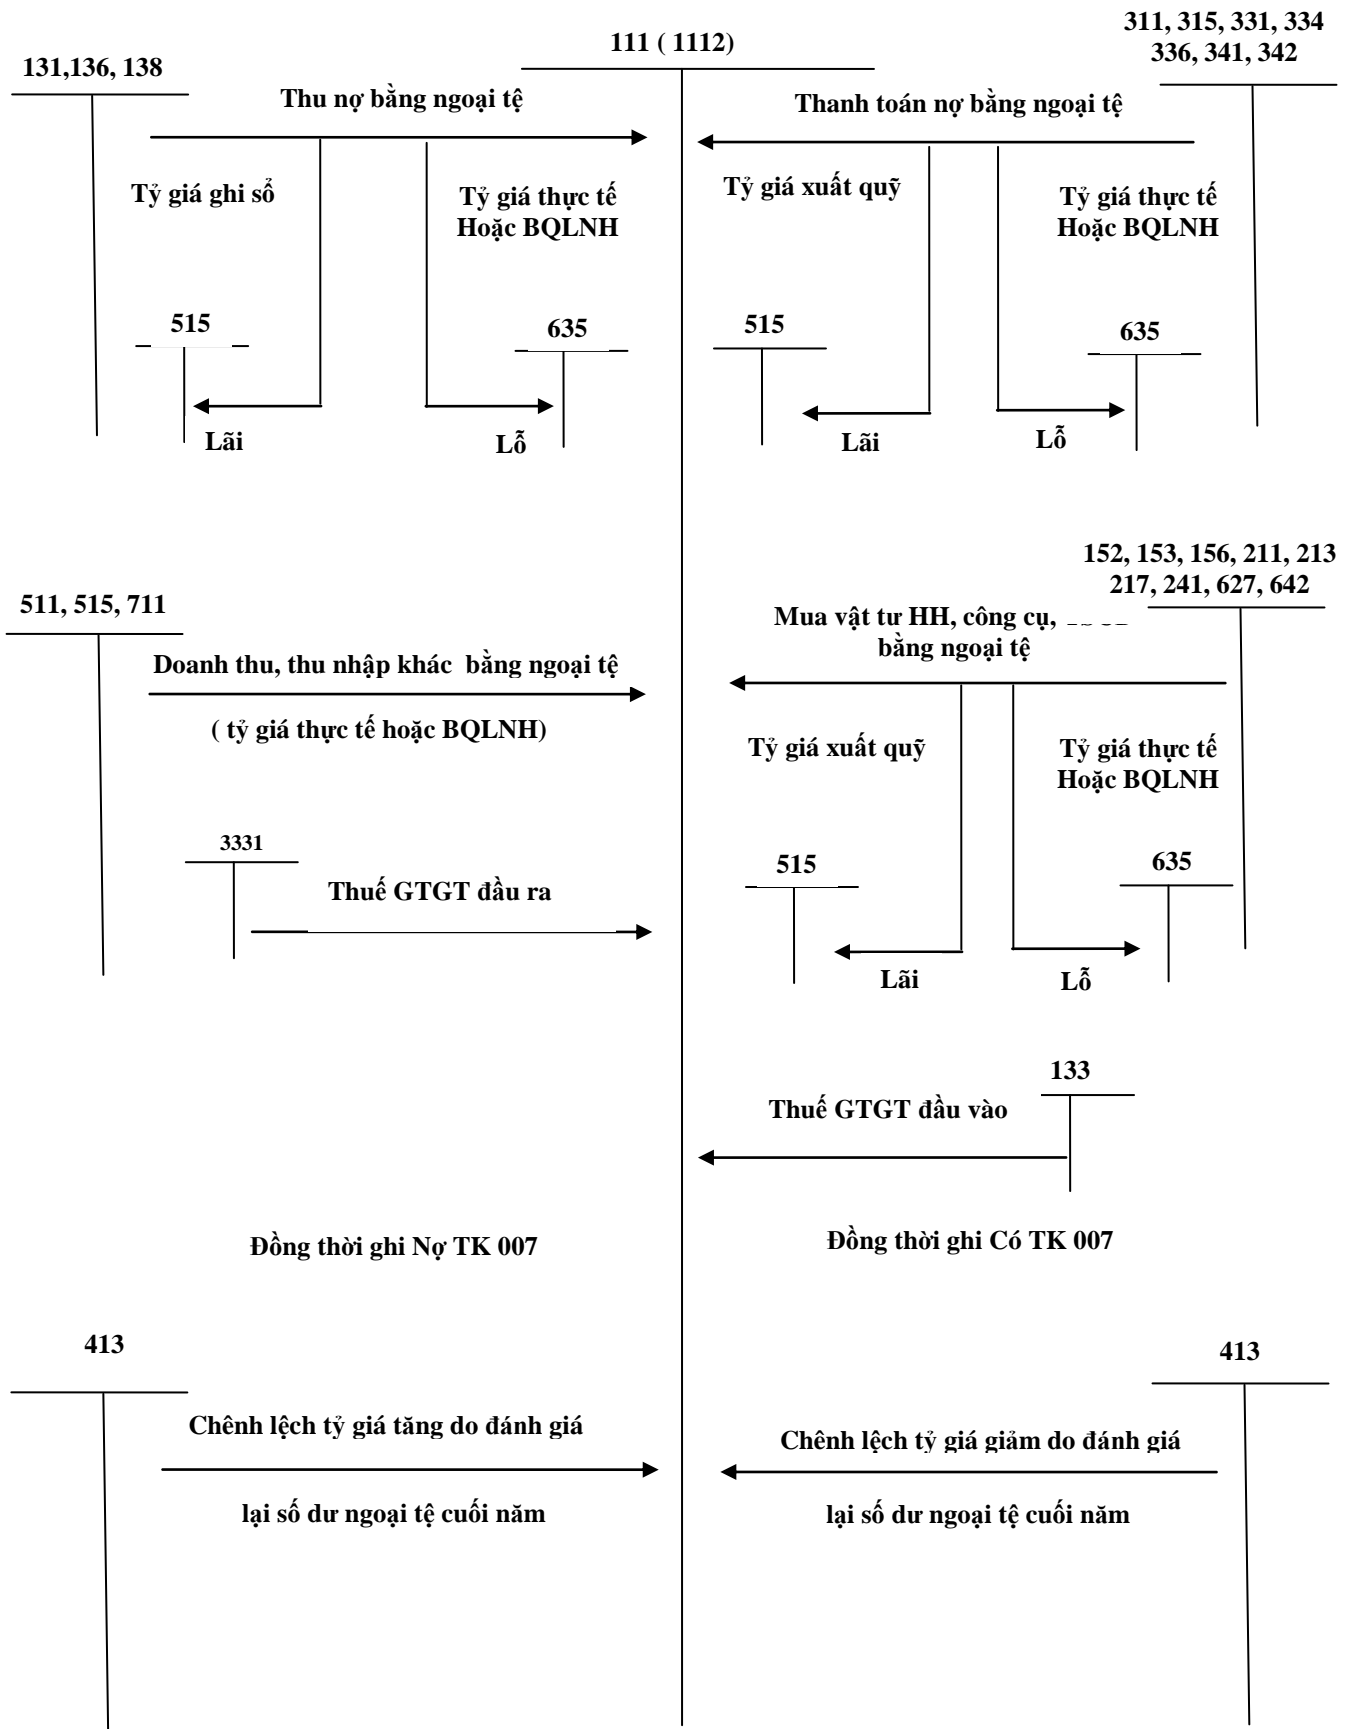 111 ( 1112)
131,136, 138
Thu nợ bằng ngoại tệ
Tỷ giá ghi sổ
Tỷ giá thực tế
Hoặc BQLNH
515
635
Lãi
Lỗ
311, 315, 331, 334
336, 341, 342
Thanh toán nợ bằng ngoại tệ
Tỷ giá xuất quỹ
Tỷ giá thực tế
Hoặc BQLNH
515
635
Lãi
Lỗ
511, 515, 711
Doanh thu, thu nhập khác bằng ngoại tệ
( tỷ giá thực tế hoặc BQLNH)
3331
Thuế GTGT đầu ra
152, 153, 156, 211, 213
217, 241, 627, 642
Mua vật tư HH, công cụ,
bằng ngoại tệ
Tỷ giá xuất quỹ
Tỷ giá thực tế
Hoặc BQLNH
515
635
Lãi
Lỗ
133
Thuế GTGT đầu vào
Đồng thời ghi Nợ TK 007
Đồng thời ghi Có TK 007
413
Chênh lệch tỷ giá tăng do đánh giá
lại số dư ngoại tệ cuối năm
413
Chênh lệch tỷ giá giảm do đánh giá
lại số dư ngoại tệ cuối năm